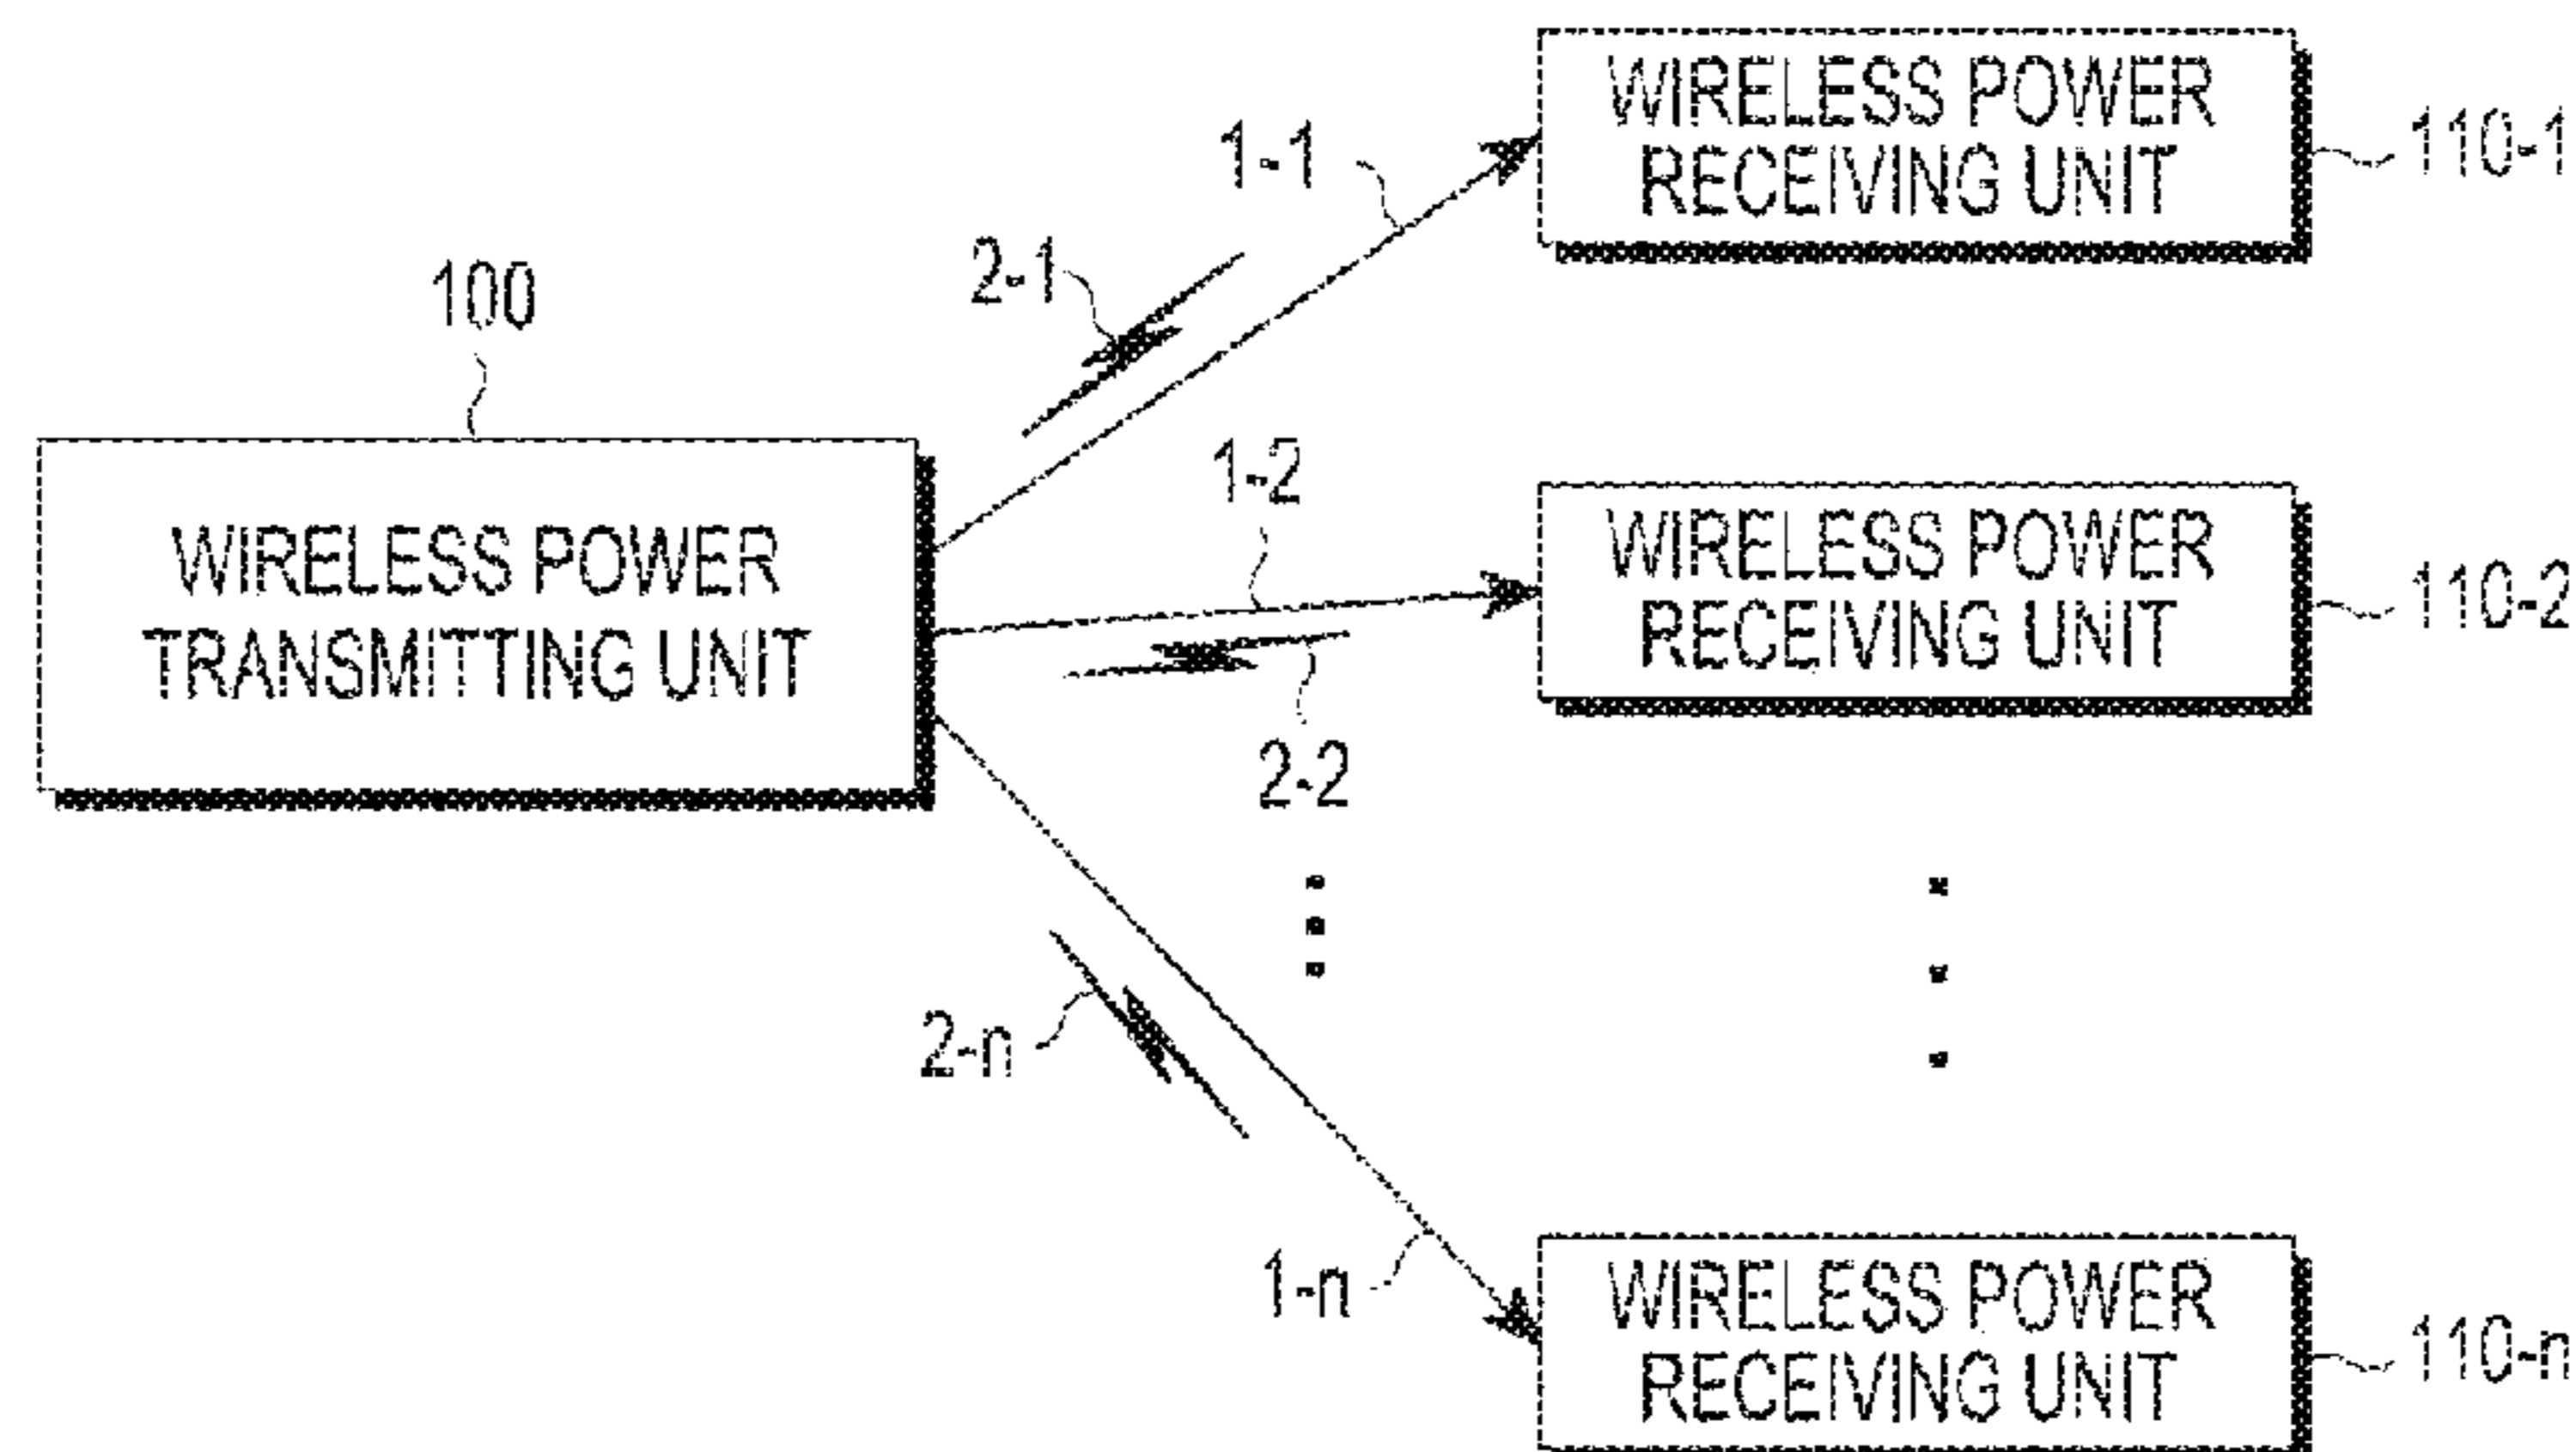 WIRELESS POWER
RECEIVING UNIT
110-1
1-1
2-1
100
1-2
WIRELESS POWER
TRANSMITTING UNIT
WIRELESS POWER
RECEIVING UNIT
110-2
2-2
2-n
1-n
WIRELESS POWER
RECEIVING UNIT
110-n